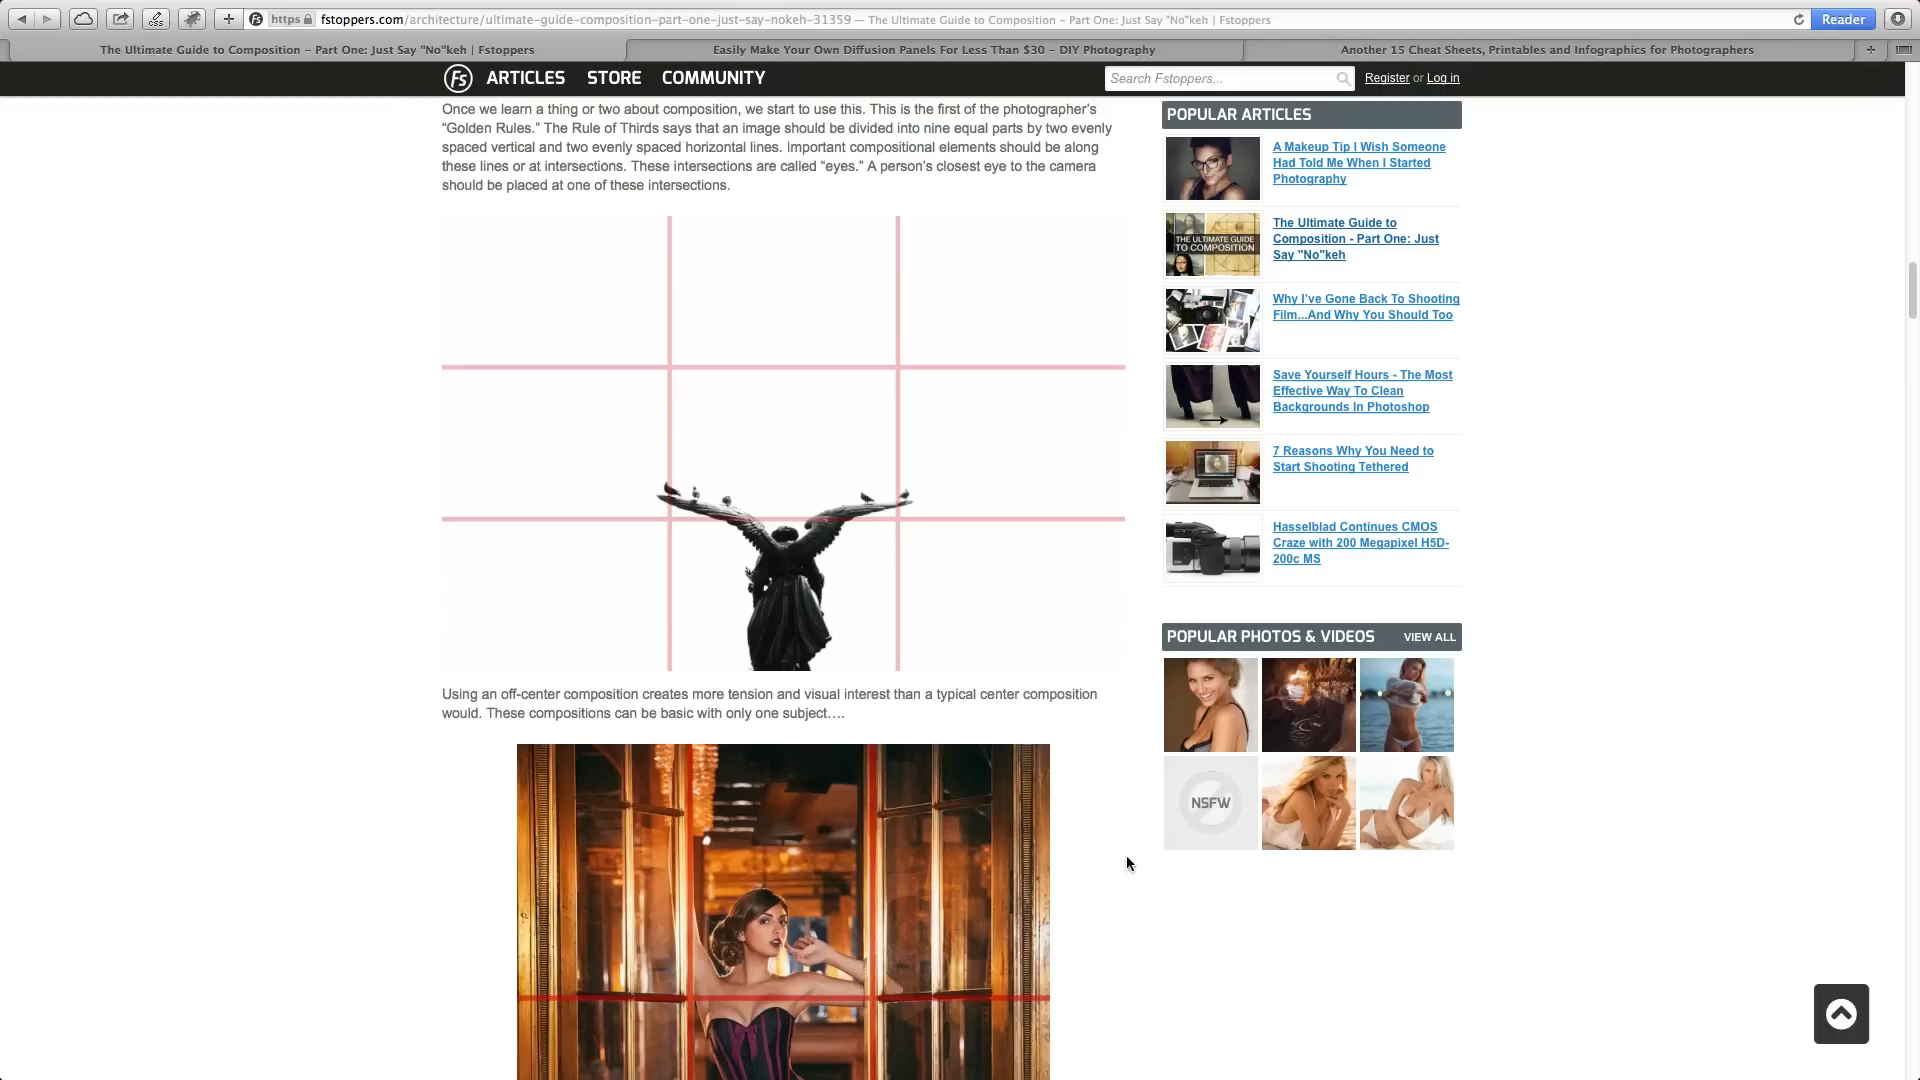 https fstoppers.com/architecture/ultimate-guide-composition-part-one-just-say-nokeh-31359 — The Ultimate Guide to Composition – Part One: Just Say "No"keh | Fstoppers
Reader
The Ultimate Guide to Composition – Part One: Just Say "No"keh | Fstoppers
Easily Make Your Own Diffusion Panels For Less Than $30 – DIY Photography
Another 15 Cheat Sheets, Printables and Infographics for Photographers
Fs ARTICLES STORE COMMUNITY
Search Fstoppers...
Register or Log in
Once we learn a thing or two about composition, we start to use this. This is the first of the photographer's
“Golden Rules.” The Rule of Thirds says that an image should be divided into nine equal parts by two evenly
spaced vertical and two evenly spaced horizontal lines. Important compositional elements should be along
these lines or at intersections. These intersections are called “eyes.” A person's closest eye to the camera
should be placed at one of these intersections.
Using an off-center composition creates more tension and visual interest than a typical center composition
would. These compositions can be basic with only one subject….
POPULAR ARTICLES
A Makeup Tip I Wish Someone
Had Told Me When I Started
Photography
THE ULTIMATE GUIDE
TO COMPOSITION
The Ultimate Guide to
Composition - Part One: Just
Say "No"keh
Why I've Gone Back To Shooting
Film...And Why You Should Too
Save Yourself Hours - The Most
Effective Way To Clean
Backgrounds In Photoshop
7 Reasons Why You Need to
Start Shooting Tethered
Hasselblad Continues CMOS
Craze with 200 Megapixel H5D-
200c MS
POPULAR PHOTOS & VIDEOS
VIEW ALL
NSFW